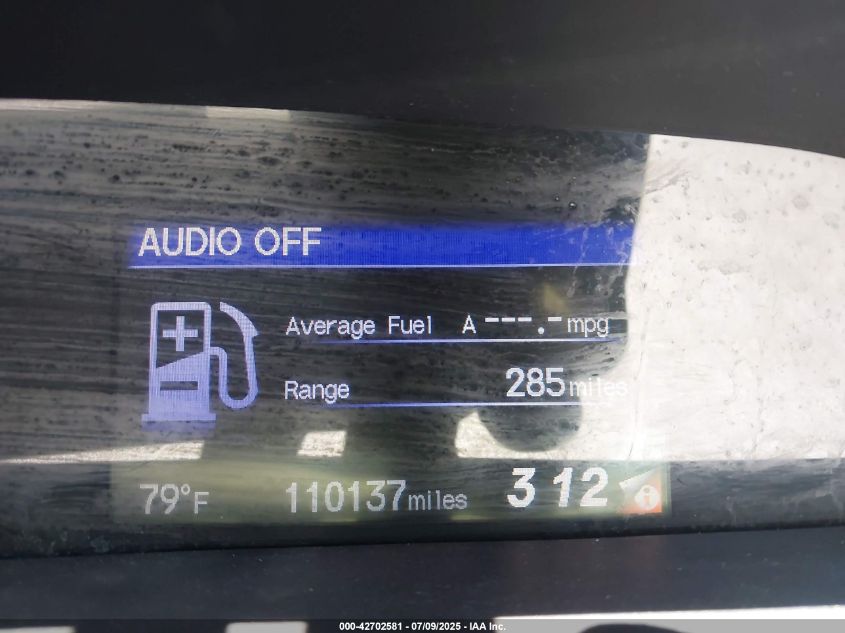 AUDIO OFF
Average Fuel A ---.- mpg
Range 285 miles
79°F 110137 miles 3 12 i
000-42702581 - 07/09/2025 - IAA Inc.